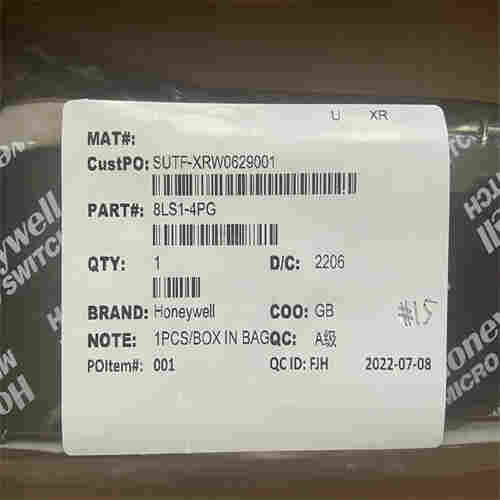 U XR
MAT#:
CustPO: SUTF-XRW0629001
PART#: 8LS1-4PG
QTY: 1 D/C: 2206
BRAND: Honeywell COO: GB
#15
NOTE: 1PCS/BOX IN BAG QC: A级
POItem#: 001 QC ID: FJH 2022-07-08
Honeywell
MICRO SWITCH